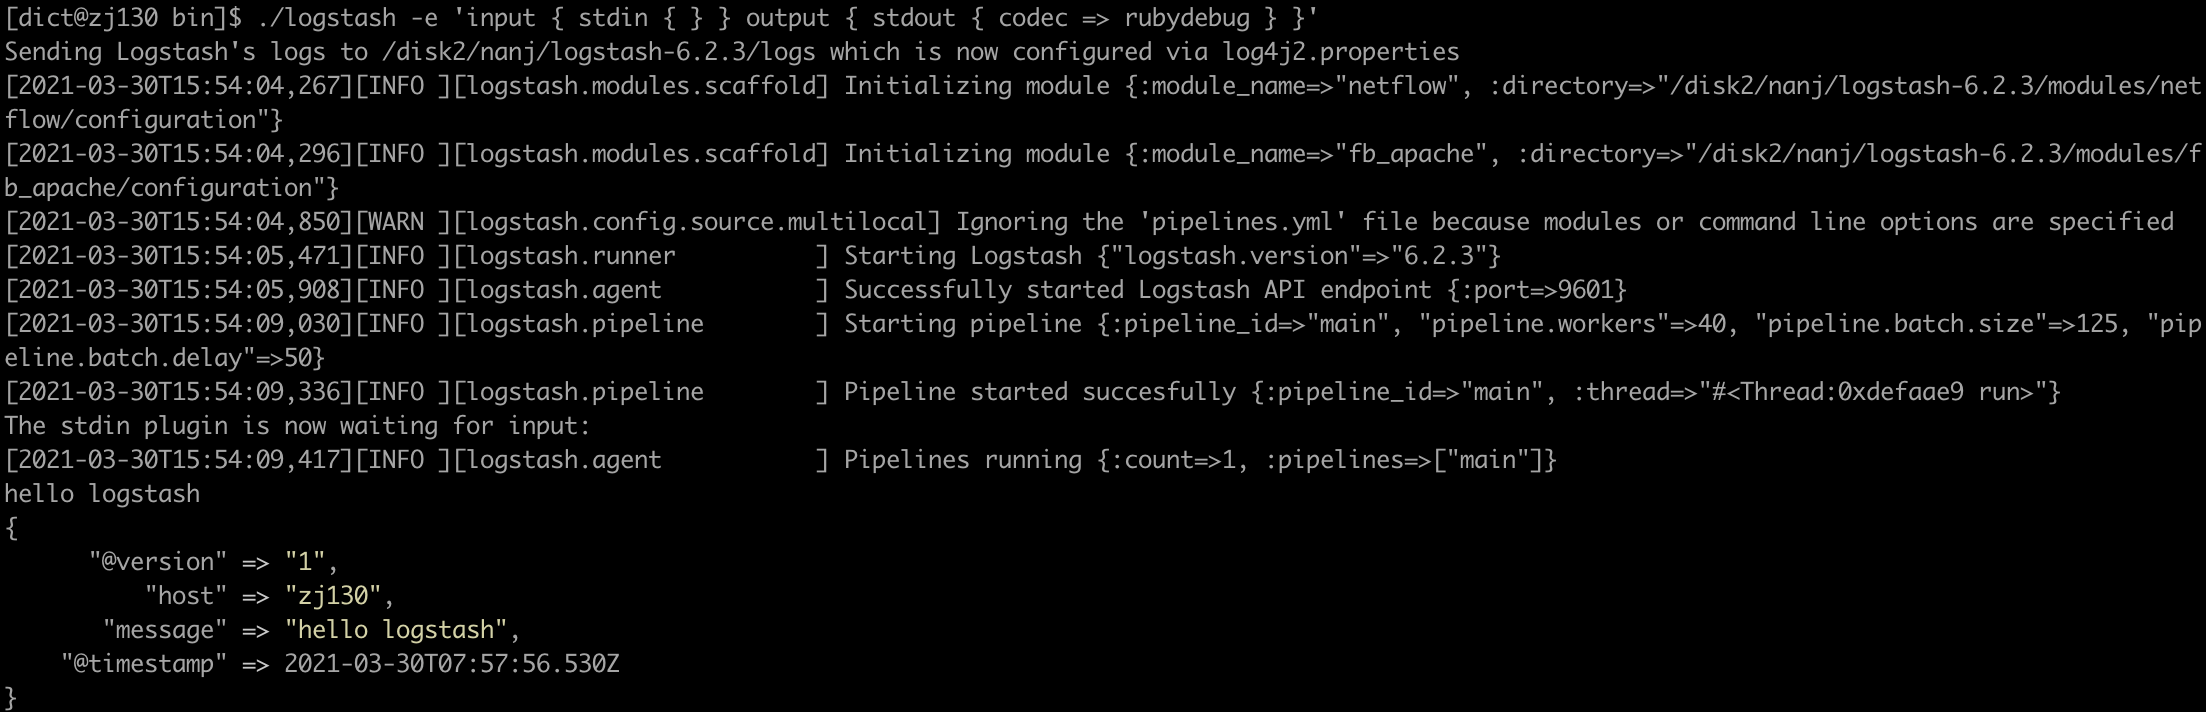 [dict@zj130 bin]$ ./logstash -e 'input { stdin { } } output { stdout { codec => rubydebug } }'
Sending Logstash's logs to /disk2/nanj/logstash-6.2.3/logs which is now configured via log4j2.properties
[2021-03-30T15:54:04,267][INFO ][logstash.modules.scaffold] Initializing module {:module_name=>"netflow", :directory=>"/disk2/nanj/logstash-6.2.3/modules/net
flow/configuration"}
[2021-03-30T15:54:04,296][INFO ][logstash.modules.scaffold] Initializing module {:module_name=>"fb_apache", :directory=>"/disk2/nanj/logstash-6.2.3/modules/f
b_apache/configuration"}
[2021-03-30T15:54:04,850][WARN ][logstash.config.source.multilocal] Ignoring the 'pipelines.yml' file because modules or command line options are specified
[2021-03-30T15:54:05,471][INFO ][logstash.runner          ] Starting Logstash {"logstash.version"=>"6.2.3"}
[2021-03-30T15:54:05,908][INFO ][logstash.agent           ] Successfully started Logstash API endpoint {:port=>9601}
[2021-03-30T15:54:09,030][INFO ][logstash.pipeline        ] Starting pipeline {:pipeline_id=>"main", "pipeline.workers"=>40, "pipeline.batch.size"=>125, "pip
eline.batch.delay"=>50}
[2021-03-30T15:54:09,336][INFO ][logstash.pipeline        ] Pipeline started succesfully {:pipeline_id=>"main", :thread=>"#<Thread:0xdefaae9 run>"}
The stdin plugin is now waiting for input:
[2021-03-30T15:54:09,417][INFO ][logstash.agent           ] Pipelines running {:count=>1, :pipelines=>["main"]}
hello logstash
{
      "@version" => "1",
          "host" => "zj130",
       "message" => "hello logstash",
    "@timestamp" => 2021-03-30T07:57:56.530Z
}